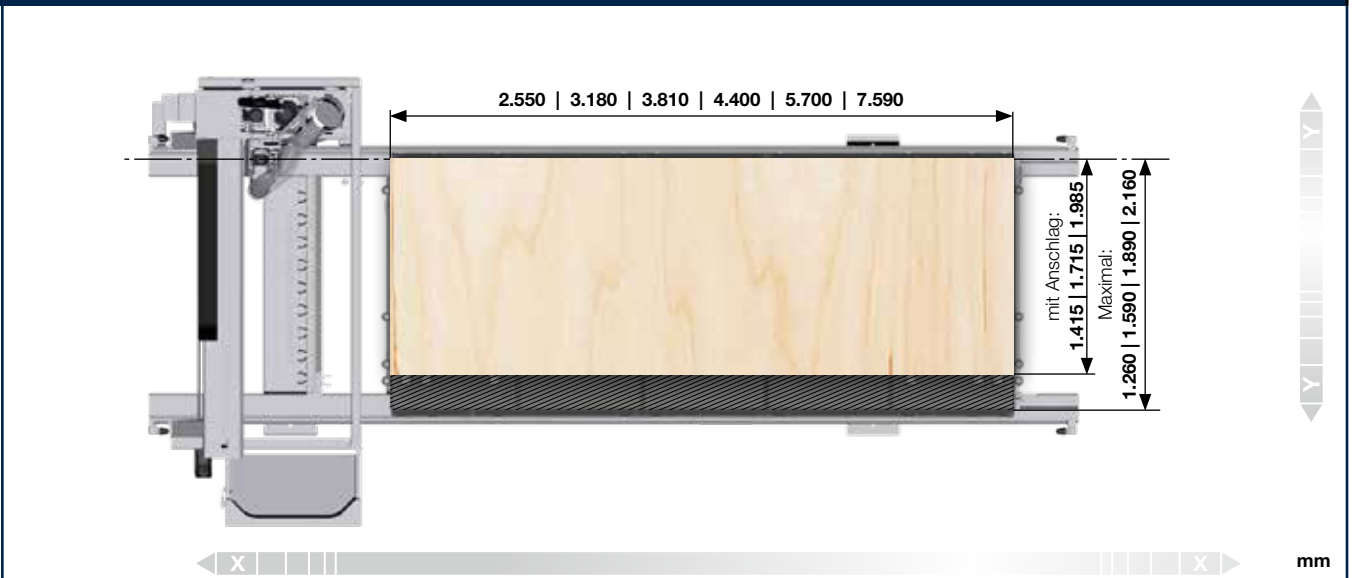 2.550 | 3.180 | 3.810 | 4.400 | 5.700 | 7.590
mit Anschlag:
1.415 | 1.715 | 1.985
Maximal:
1.260 | 1.590 | 1.890 | 2.160
Y
Y
X
X
mm